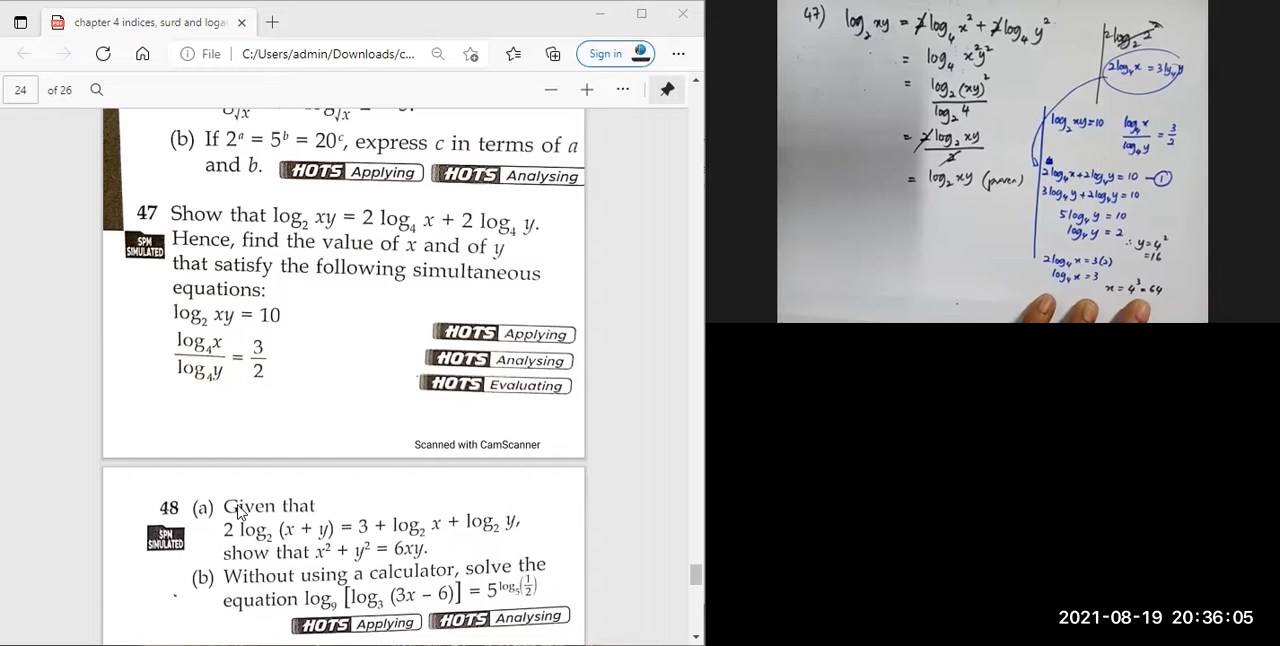 chapter 4 indices, surd and loga
File
C:/Users/admin/Downloads/c...
Sign in
24 of 26
(b) If 2ᵃ = 5ᵇ = 20ᶜ, express c in terms of a
and b. HOTS Applying HOTS Analysing
47 Show that log₂ xy = 2 log₄ x + 2 log₄ y.
SPM SIMULATED
Hence, find the value of x and of y
that satisfy the following simultaneous
equations:
log₂ xy = 10
log₄x / log₄y = 3/2
HOTS Applying
HOTS Analysing
HOTS Evaluating
Scanned with CamScanner
48 (a) Given that
SPM SIMULATED
2 log₂ (x + y) = 3 + log₂ x + log₂ y,
show that x² + y² = 6xy.
(b) Without using a calculator, solve the
equation log₉ [log₃ (3x – 6)] = 5^log₅(1/2)
HOTS Applying HOTS Analysing
47) log₂ xy = 2log₄ x² + 2log₄ y²
= log₄ x²y²
= log₂ (xy)² / log₂ 4
= 2log₂ xy / 2
= log₂ xy (proven)
2log₄ x = 3log₄ y
log₂ xy = 10
log₄ x / log₄ y = 3/2
2log₄ x + 2log₄ y = 10 — ①
3log₄ y + 2log₄ y = 10
5log₄ y = 10
log₄ y = 2
∴ y = 4²
= 16
2log₄ x = 3(2)
log₄ x = 3
x = 4³ = 64
2021-08-19 20:36:05